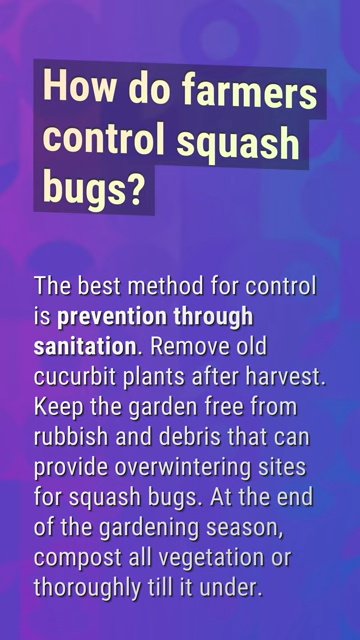 How do farmers
control squash
bugs?
The best method for control
is prevention through
sanitation. Remove old
cucurbit plants after harvest.
Keep the garden free from
rubbish and debris that can
provide overwintering sites
for squash bugs. At the end
of the gardening season,
compost all vegetation or
thoroughly till it under.